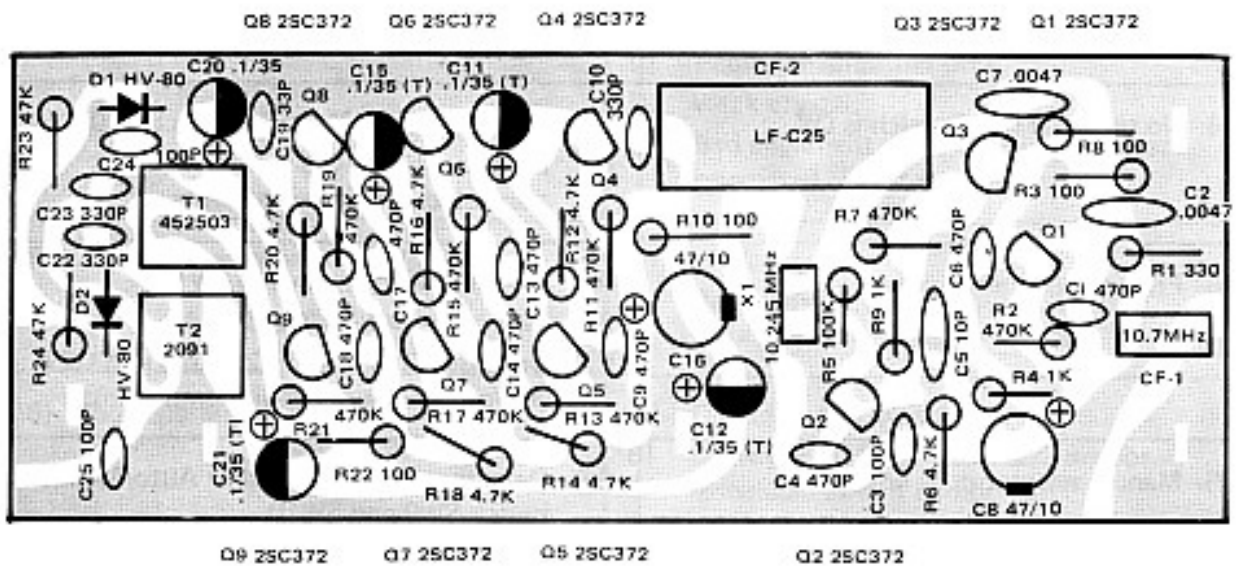 Q8 2SC372
Q6 2SC372
Q4 2SC372
Q3 2SC372
Q1 2SC372
R23 47K
D1 HV-80
C20 .1/35
C19 33P
Q8
C15
.1/35 (T)
C11
.1/35 (T)
C10
330P
CF-2
LF-C25
C7 .0047
Q3
R8 100
R3 100
C2
.0047
C24
100P
Q6
Q4
T1
452503
C23 330P
C22 330P
R20 4.7K
R19
470K
470P
C17
R16 4.7K
R15 470K
C13 470P
R12 4.7K
R11 470K
R10 100
47/10
C16
X1
10.245 MHz
R7 470K
R5 100K
R9 1K
C6 470P
Q1
R1 330
C1 470P
R2
470K
C5 10P
10.7MHz
CF-1
R24 47K
D2
HV-80
T2
2091
Q9
C18 470P
Q7
C14 470P
Q5
C9 470P
R4 1K
470K
R21
R17 470K
R13 470K
C12
.1/35 (T)
Q2
C25 100P
C21
.1/35 (T)
R22 100
R18 4.7K
R14 4.7K
C4 470P
C3 100P
R6 4.7K
C8 47/10
Q9 2SC372
Q7 2SC372
Q5 2SC372
Q2 2SC372